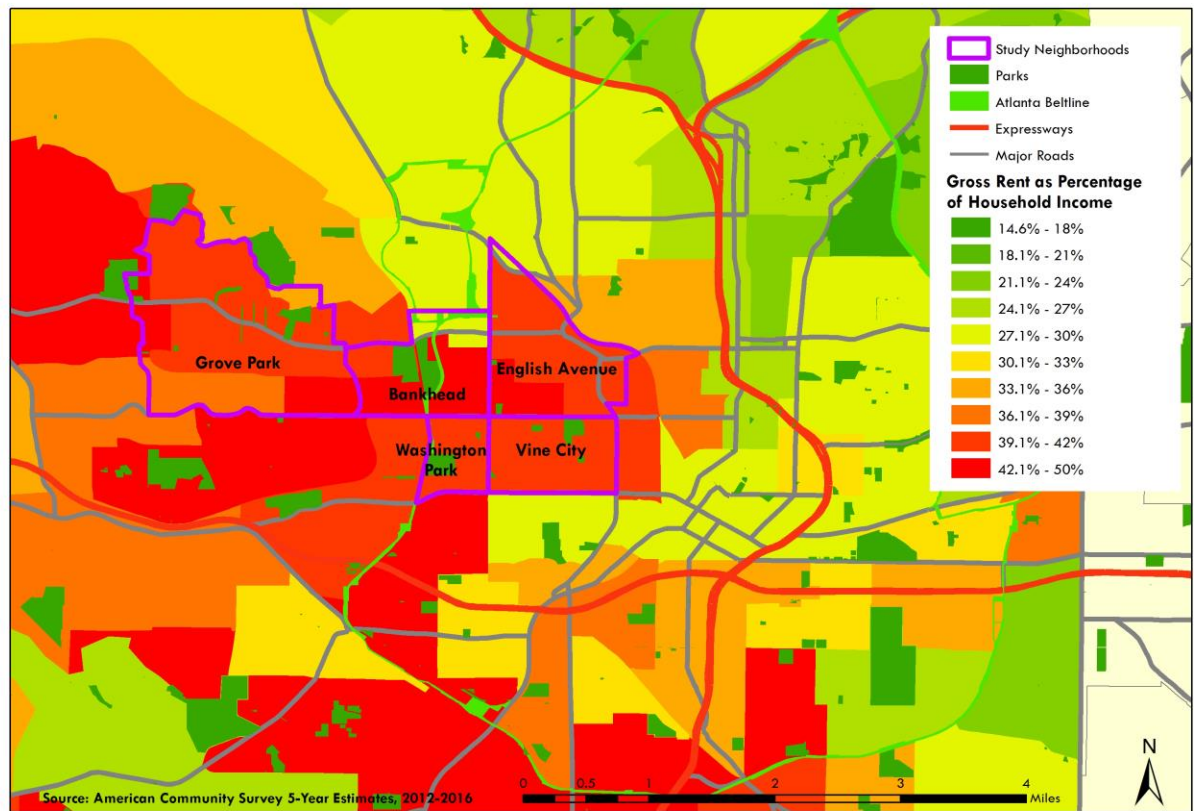 Study Neighborhoods
Parks
Atlanta Beltline
Expressways
Major Roads
Gross Rent as Percentage
of Household Income
14.6% - 18%
18.1% - 21%
21.1% - 24%
24.1% - 27%
27.1% - 30%
30.1% - 33%
33.1% - 36%
36.1% - 39%
39.1% - 42%
42.1% - 50%
Grove Park
Bankhead
English Avenue
Washington
Park
Vine City
N
0 0.5 1 2 3 4
Miles
Source: American Community Survey 5-Year Estimates, 2012-2016